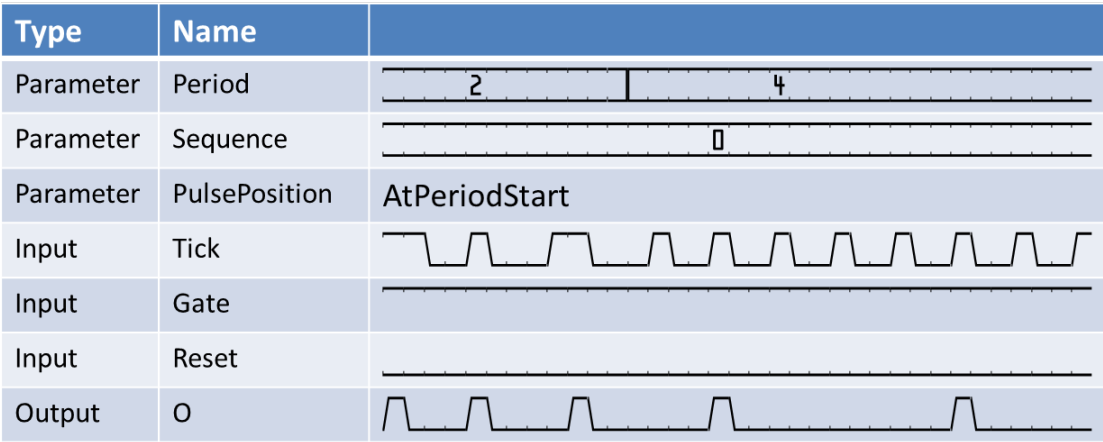 Type Name
Parameter Period 2 4
Parameter Sequence 0
Parameter PulsePosition AtPeriodStart
Input Tick
Input Gate
Input Reset
Output O